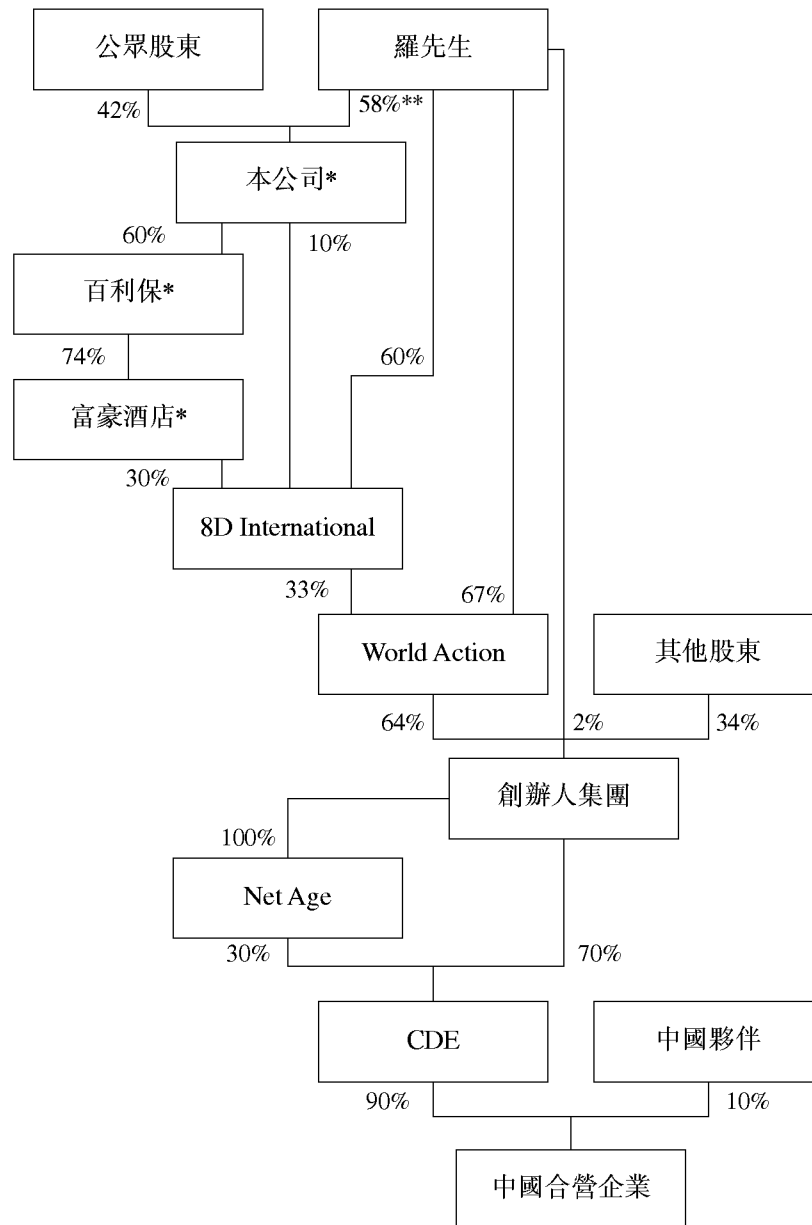 公眾股東
羅先生
42%
58%**
本公司*
60%
10%
百利保*
74%
60%
富豪酒店*
30%
8D International
33%
67%
World Action
其他股東
64%
2%
34%
創辦人集團
100%
Net Age
30%
70%
CDE
中國夥伴
90%
10%
中國合營企業